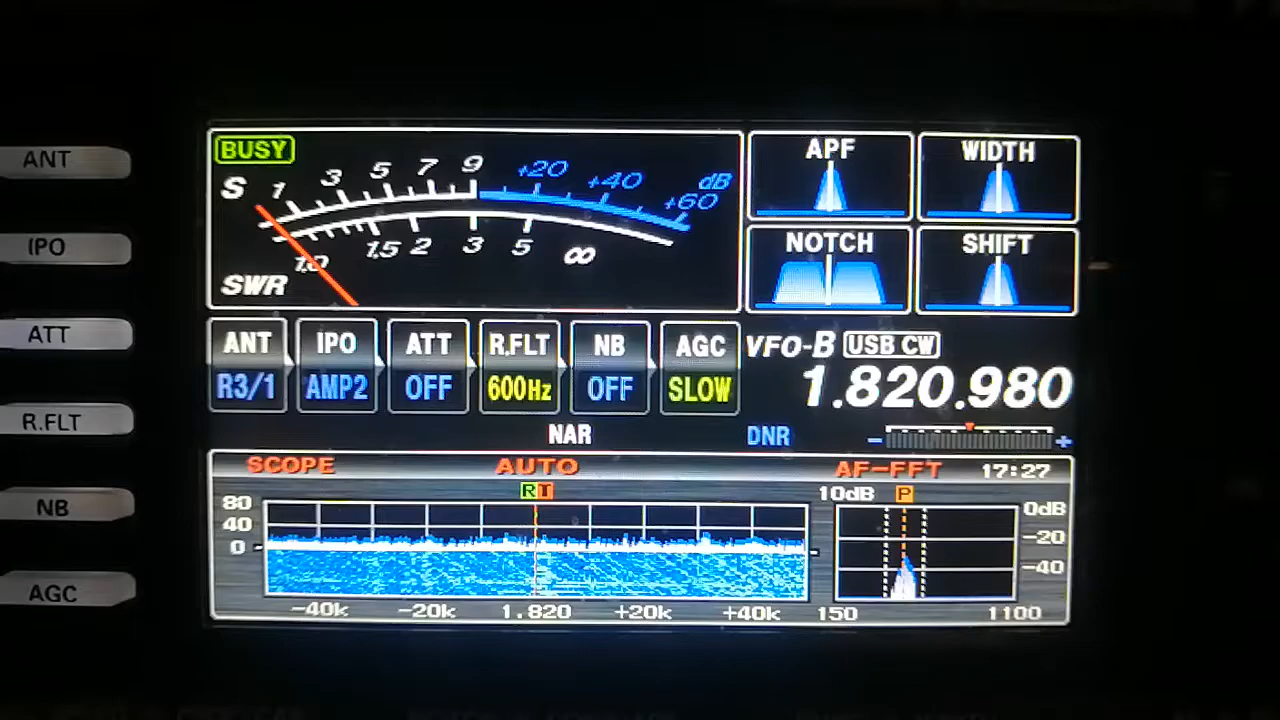 ANT
IPO
ATT
R.FLT
NB
AGC
BUSY
S 1 3 5 7 9 +20 +40 +60 dB
1.0 1.5 2 3 5 ∞
SWR
APF
WIDTH
NOTCH
SHIFT
ANT IPO ATT R.FLT NB AGC
R3/1 AMP2 OFF 600Hz OFF SLOW
VFO-B USB CW
1.820.980
NAR DNR - +
SCOPE AUTO AF-FFT 17:27
RT
80
40
0
-40k -20k 1.820 +20k +40k
10dB P
0dB
-20
-40
150 1100